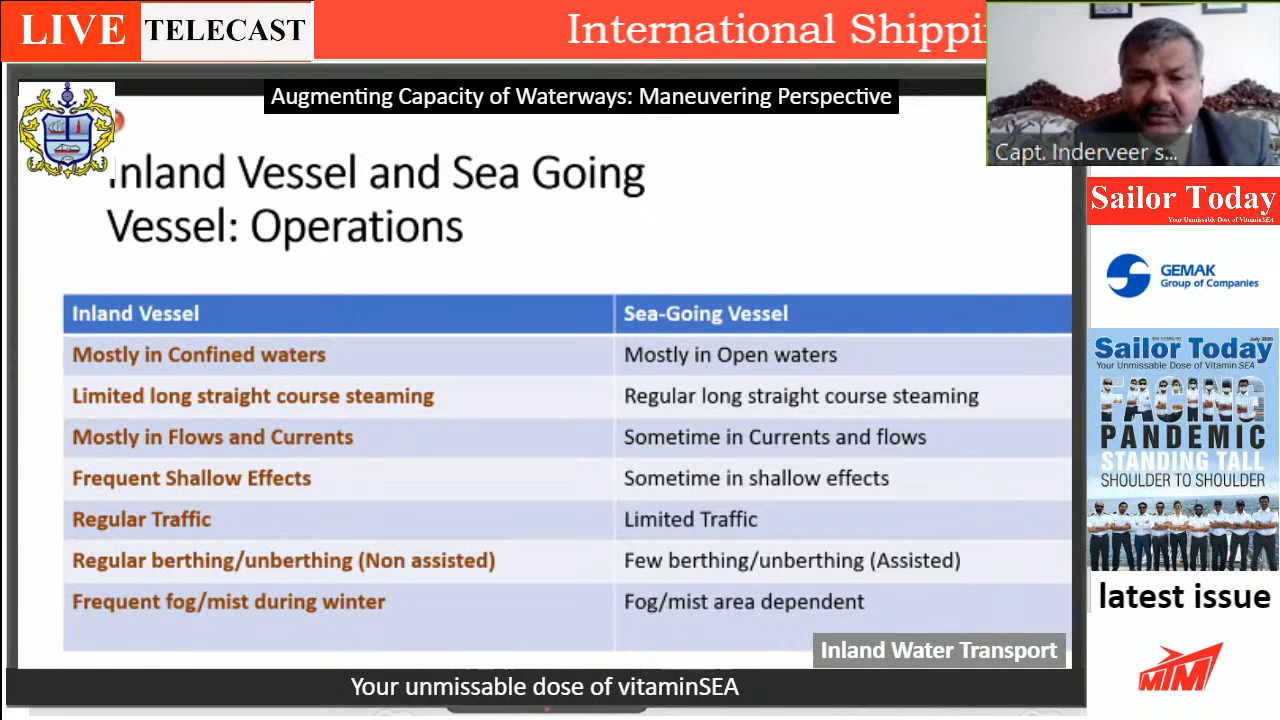 LIVE TELECAST
International Shippi
Augmenting Capacity of Waterways: Maneuvering Perspective
Capt. Inderveer s...
Inland Vessel and Sea Going
Vessel: Operations
Inland Vessel Sea-Going Vessel
Mostly in Confined waters Mostly in Open waters
Limited long straight course steaming Regular long straight course steaming
Mostly in Flows and Currents Sometime in Currents and flows
Frequent Shallow Effects Sometime in shallow effects
Regular Traffic Limited Traffic
Regular berthing/unberthing (Non assisted) Few berthing/unberthing (Assisted)
Frequent fog/mist during winter Fog/mist area dependent
Inland Water Transport
Your unmissable dose of vitaminSEA
Sailor Today
Your Unmissable Dose of VitaminSEA
GEMAK
Group of Companies
July 2020
Sailor Today
Your Unmissable Dose of Vitamin SEA
FACING
PANDEMIC
STANDING TALL
SHOULDER TO SHOULDER
latest issue
MTM